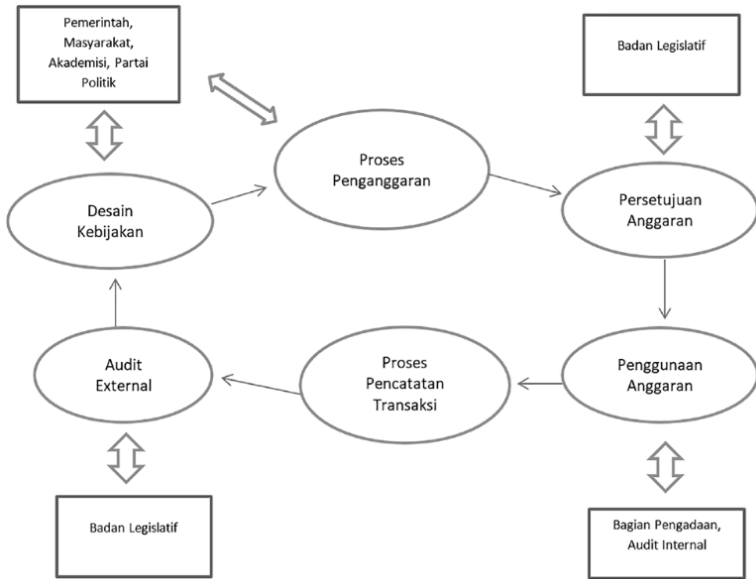 Pemerintah,
Masyarakat,
Akademisi, Partai
Politik
Badan Legislatif
Proses
Penganggaran
Desain
Kebijakan
Persetujuan
Anggaran
Audit
External
Proses
Pencatatan
Transaksi
Penggunaan
Anggaran
Badan Legislatif
Bagian Pengadaan,
Audit Internal